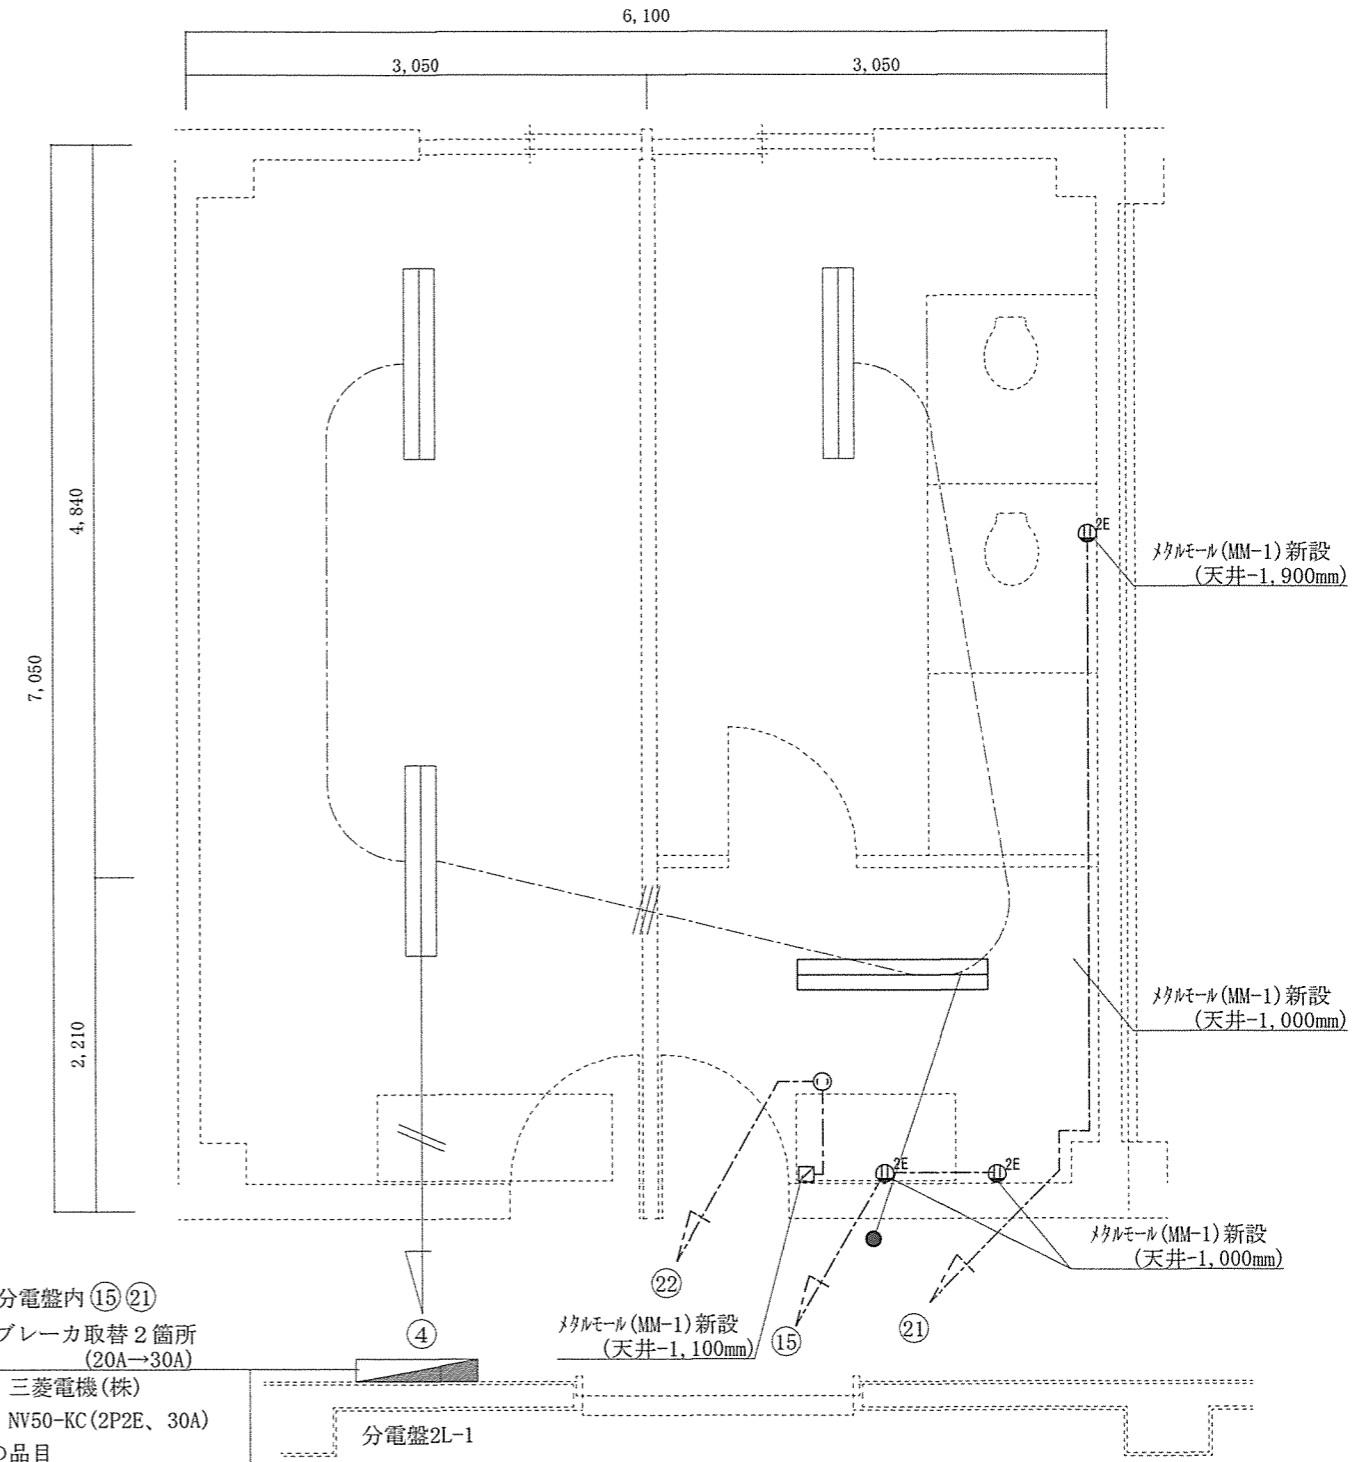 6,100
3,050
3,050
4,840
7,050
2,210
2E
メタルモール(MM-1)新設
(天井-1,900mm)
メタルモール(MM-1)新設
(天井-1,000mm)
2E
2E
メタルモール(MM-1)新設
(天井-1,000mm)
㉒
メタルモール(MM-1)新設
(天井-1,100mm)
⑮
㉑
④
分電盤内⑮㉑
ブレーカ取替2箇所
(20A→30A)
三菱電機(株)
NV50-KC(2P2E、30A)
の品目
分電盤2L-1